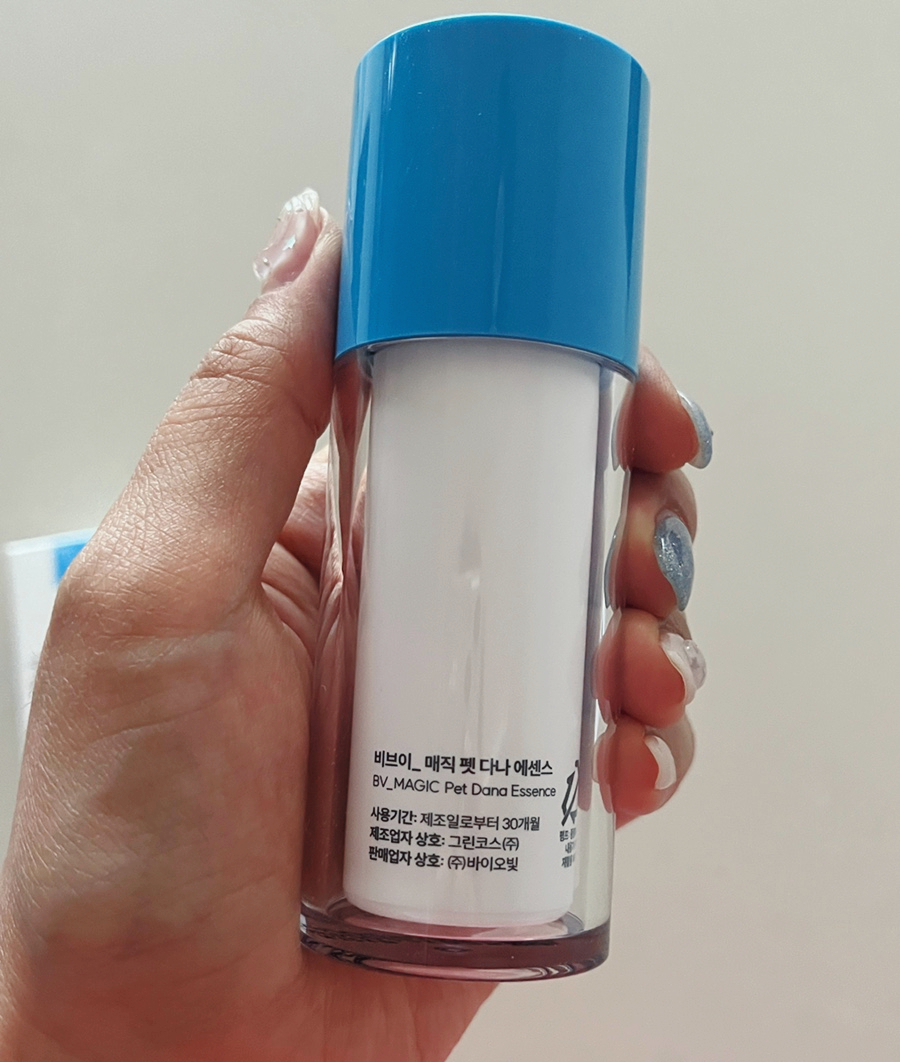 비브이_ 매직 펫 다나 에센스
BV_MAGIC Pet Dana Essence
사용기간: 제조일로부터 30개월
제조업자 상호: 그린코스(주)
판매업자 상호: (주)바이오빛
펌프